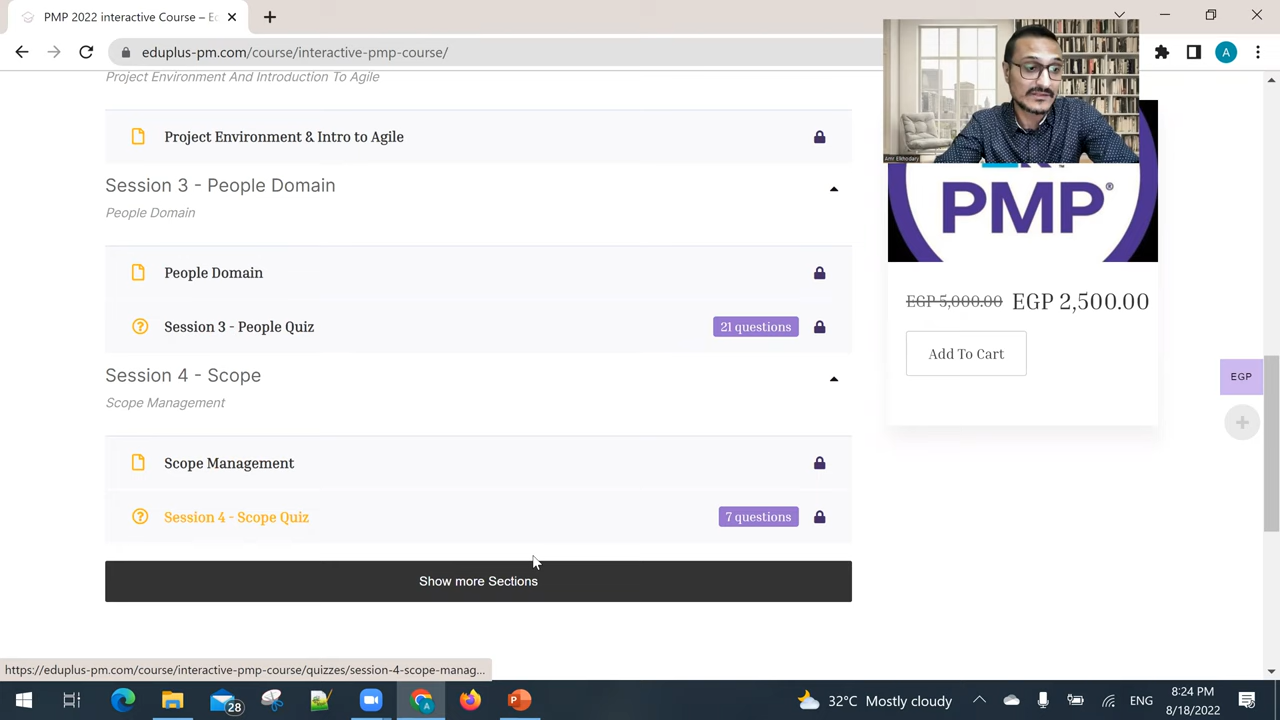 PMP 2022 interactive Course – Ec
eduplus-pm.com/course/interactive-pmp-course/
A
Project Environment And Introduction To Agile
Project Environment & Intro to Agile
Session 3 - People Domain
People Domain
People Domain
Session 3 - People Quiz
21 questions
Session 4 - Scope
Scope Management
Scope Management
Session 4 - Scope Quiz
7 questions
Show more Sections
Amr Elkhodary
PMP®
EGP 5,000.00 EGP 2,500.00
Add To Cart
EGP
https://eduplus-pm.com/course/interactive-pmp-course/quizzes/session-4-scope-manag...
28
32°C Mostly cloudy
ENG
8:24 PM
8/18/2022